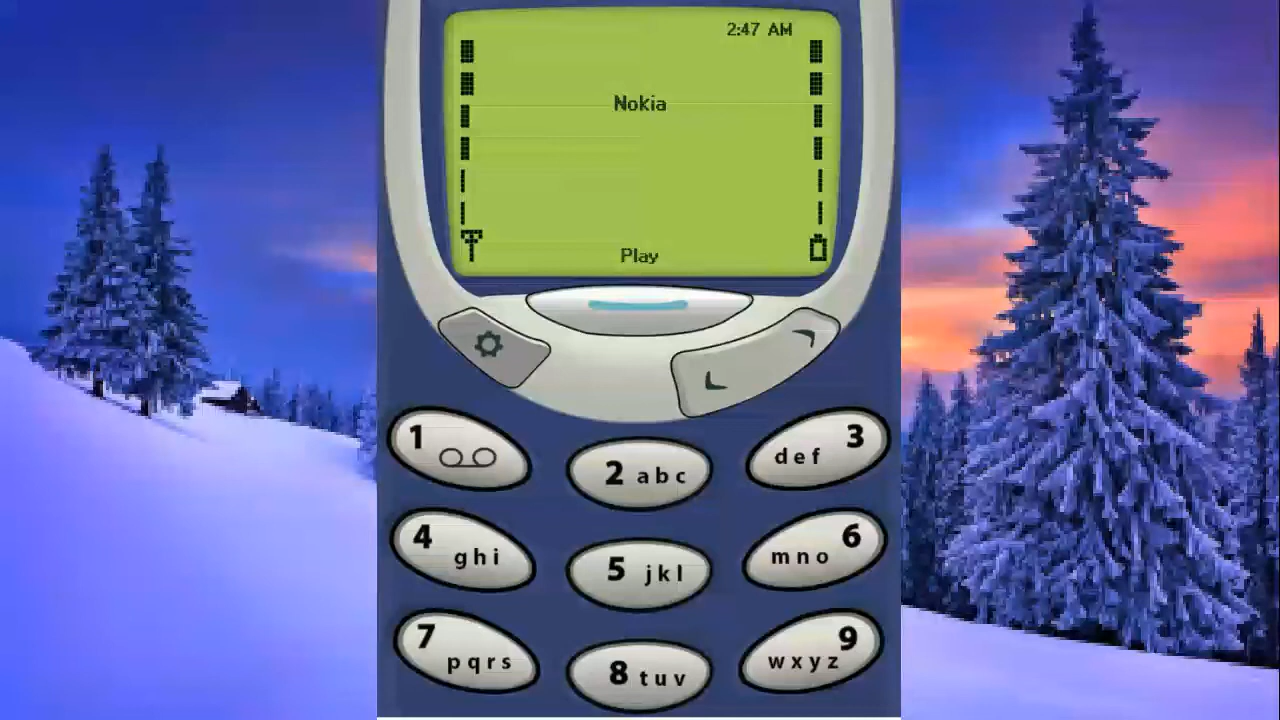 2:47 AM
Nokia
Play
1
2 abc
def 3
4 ghi
5 jkl
mno 6
7 pqrs
8 tuv
wxyz 9